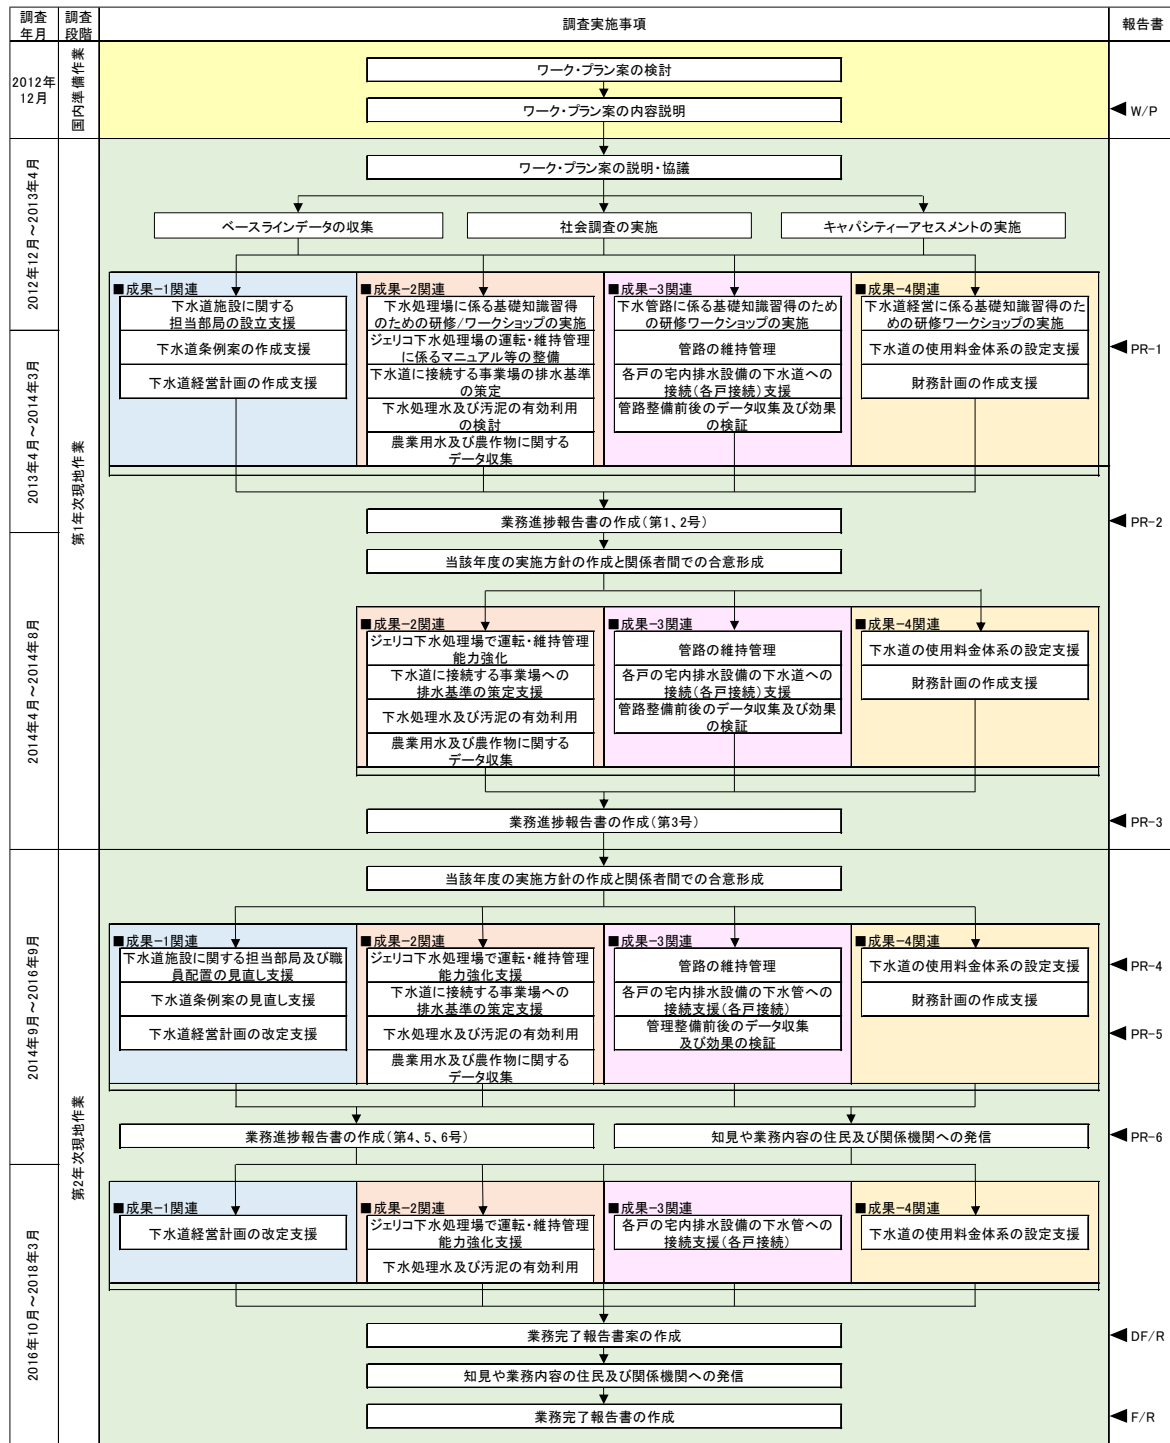 調査
年月
調査
段階
調査実施事項
報告書
2012年
12月
国内準備作業
ワーク・プラン案の検討
ワーク・プラン案の内容説明
W/P
2012年12月～2013年4月
第1年次現地作業
ワーク・プラン案の説明・協議
ベースラインデータの収集
社会調査の実施
キャパシティーアセスメントの実施
■成果-1関連
下水道施設に関する
担当部局の設立支援
下水道条例案の作成支援
下水道経営計画の作成支援
■成果-2関連
下水処理場に係る基礎知識習得
のための研修/ワークショップの実施
ジェリコ下水処理場の運転・維持管理
に係るマニュアル等の整備
下水道に接続する事業場の排水基準
の策定
下水処理水及び汚泥の有効利用
の検討
農業用水及び農作物に関する
データ収集
■成果-3関連
下水管路に係る基礎知識習得のため
の研修ワークショップの実施
管路の維持管理
各戸の宅内排水設備の下水道への
接続(各戸接続)支援
管路整備前後のデータ収集及び効果
の検証
■成果-4関連
下水道経営に係る基礎知識習得のた
めの研修ワークショップの実施
下水道の使用料金体系の設定支援
財務計画の作成支援
PR-1
2013年4月～2014年3月
業務進捗報告書の作成(第1、2号)
PR-2
当該年度の実施方針の作成と関係者間での合意形成
2014年4月～2014年8月
■成果-2関連
ジェリコ下水処理場で運転・維持管理
能力強化
下水道に接続する事業場への
排水基準の策定支援
下水処理水及び汚泥の有効利用
農業用水及び農作物に関する
データ収集
■成果-3関連
管路の維持管理
各戸の宅内排水設備の下水道への
接続(各戸接続)支援
管路整備前後のデータ収集及び効果
の検証
■成果-4関連
下水道の使用料金体系の設定支援
財務計画の作成支援
業務進捗報告書の作成(第3号)
PR-3
2014年9月～2016年9月
第2年次現地作業
当該年度の実施方針の作成と関係者間での合意形成
■成果-1関連
下水道施設に関する担当部局及び職
員配置の見直し支援
下水道条例案の見直し支援
下水道経営計画の改定支援
■成果-2関連
ジェリコ下水処理場で運転・維持管理
能力強化支援
下水道に接続する事業場への
排水基準の策定支援
下水処理水及び汚泥の有効利用
農業用水及び農作物に関する
データ収集
■成果-3関連
管路の維持管理
各戸の宅内排水設備の下水管への
接続支援(各戸接続)
管理整備前後のデータ収集
及び効果の検証
■成果-4関連
下水道の使用料金体系の設定支援
財務計画の作成支援
PR-4
PR-5
業務進捗報告書の作成(第4、5、6号)
知見や業務内容の住民及び関係機関への発信
PR-6
2016年10月～2018年3月
■成果-1関連
下水道経営計画の改定支援
■成果-2関連
ジェリコ下水処理場で運転・維持管理
能力強化支援
下水処理水及び汚泥の有効利用
■成果-3関連
各戸の宅内排水設備の下水管への
接続支援(各戸接続)
■成果-4関連
下水道の使用料金体系の設定支援
業務完了報告書案の作成
DF/R
知見や業務内容の住民及び関係機関への発信
業務完了報告書の作成
F/R